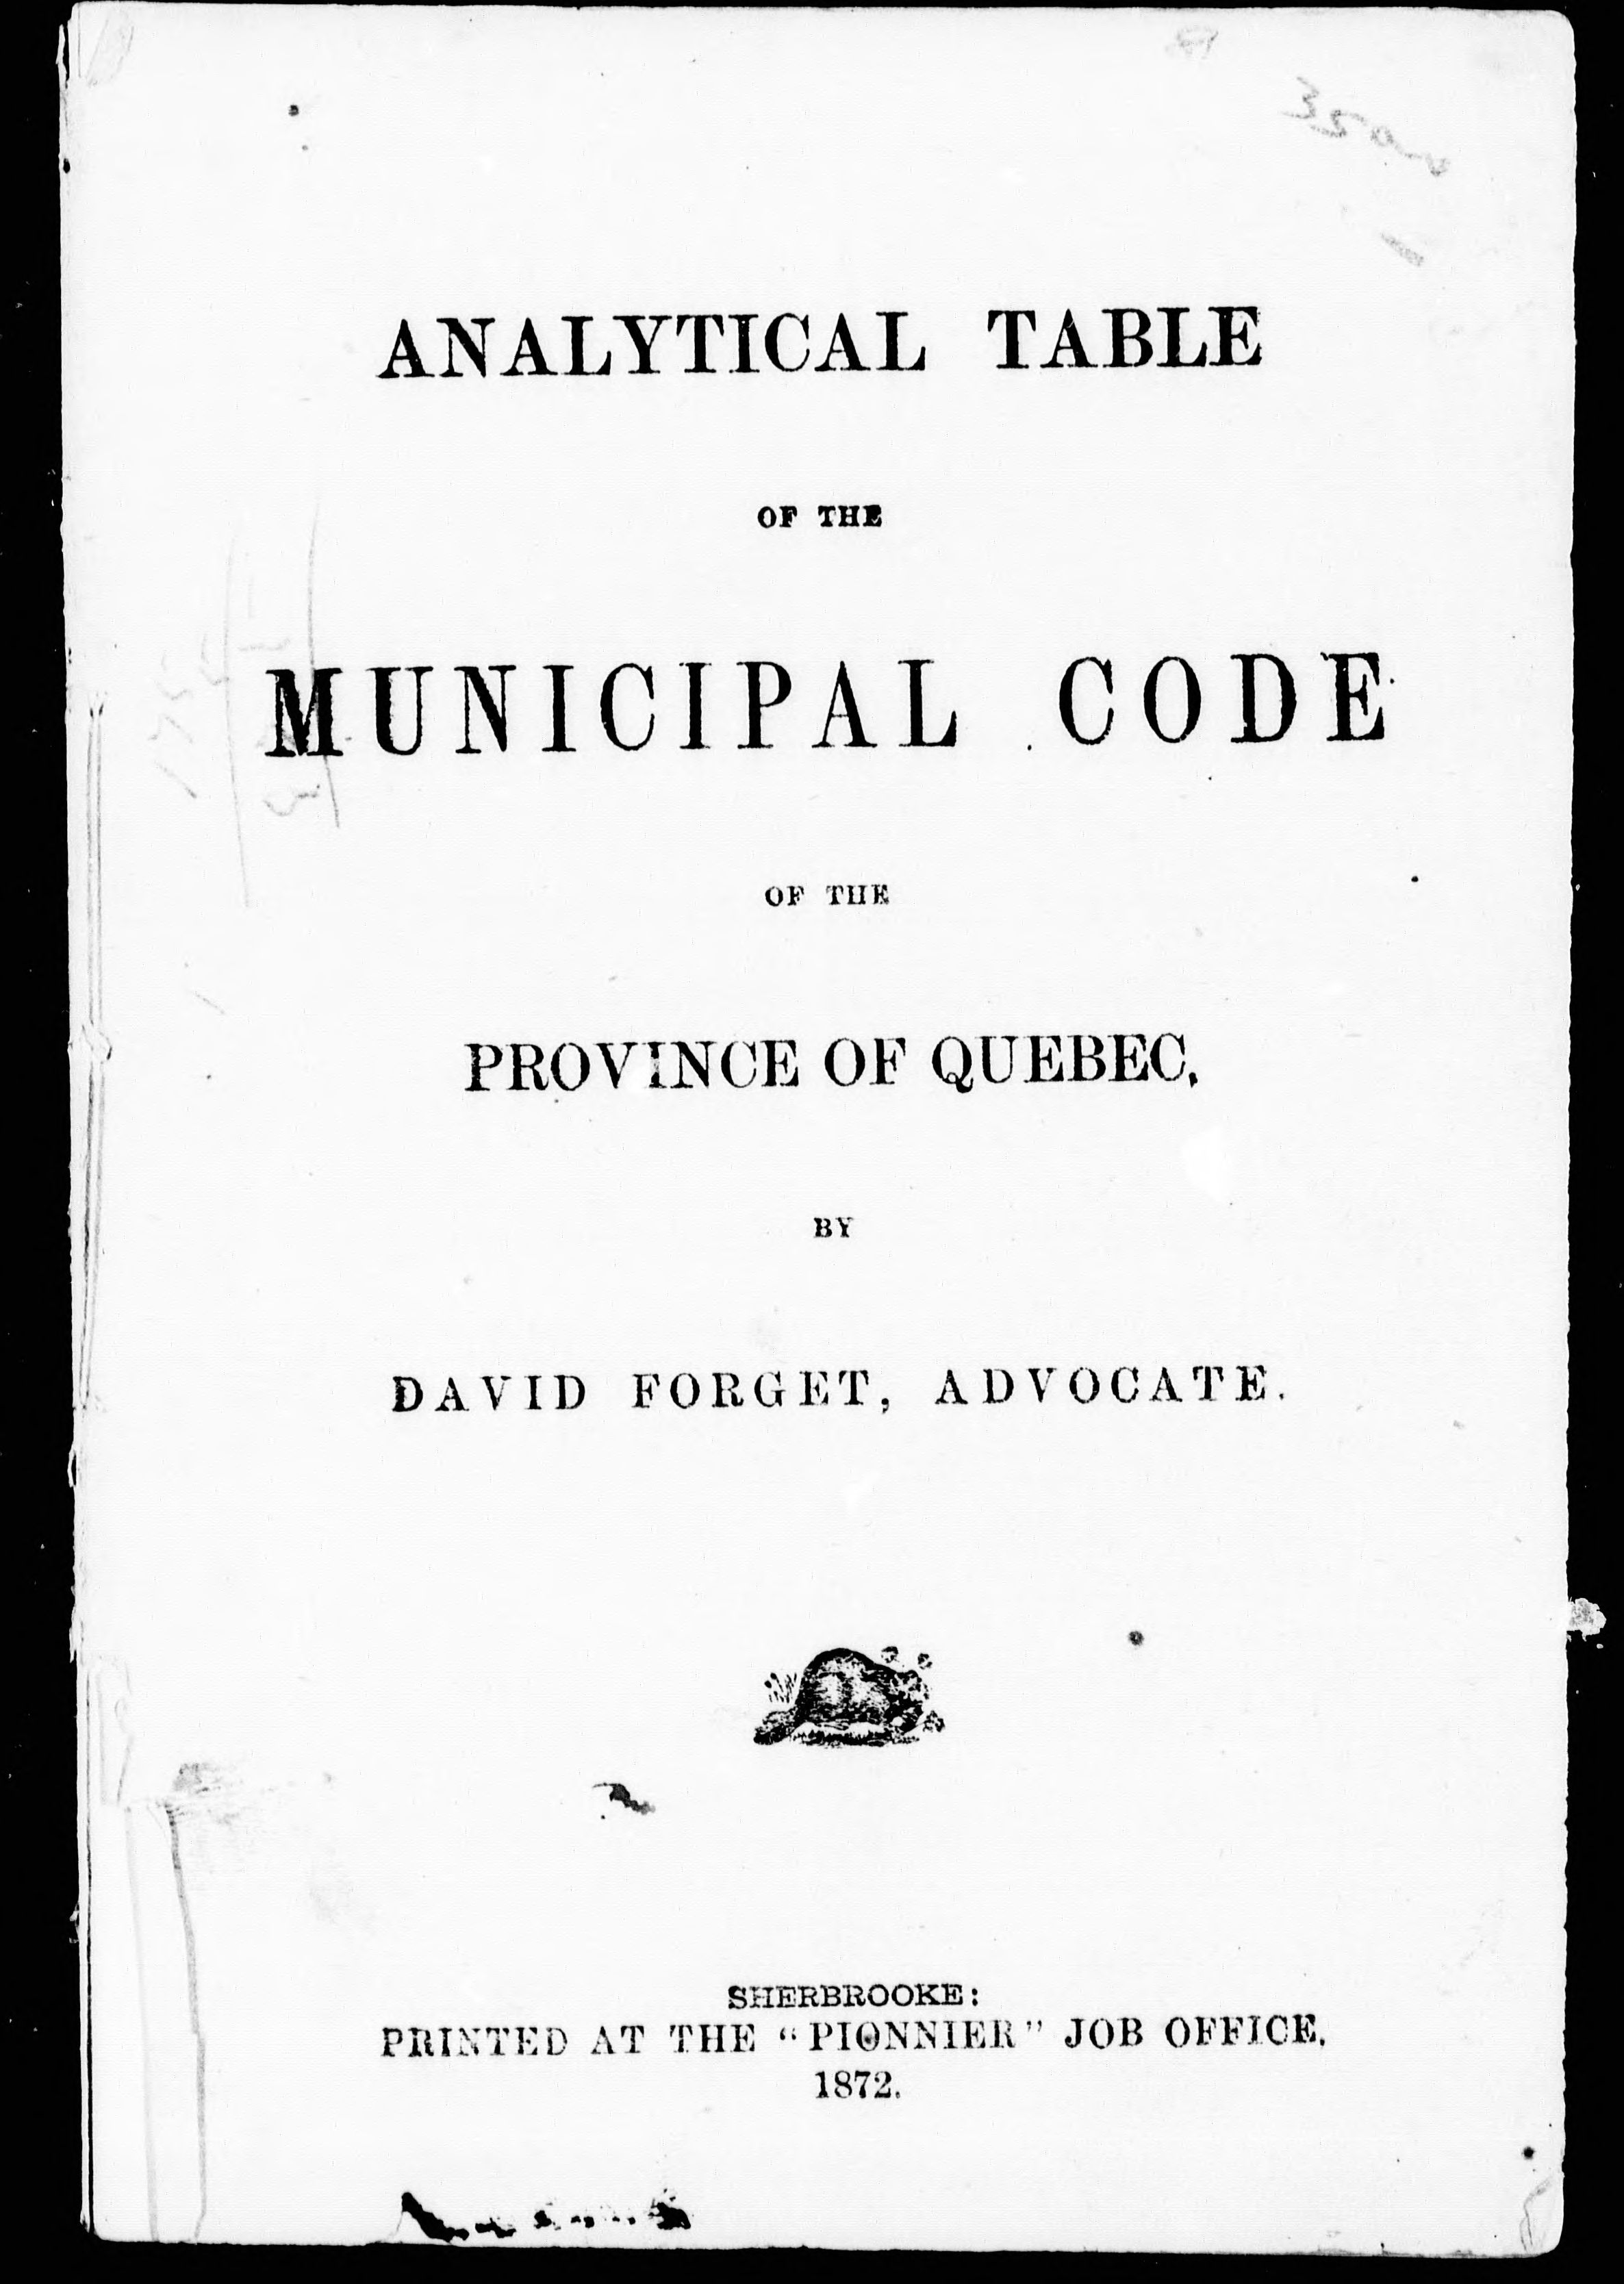 ANALYTICAL TABLE
OF THE
MUNICIPAL CODE
OF THE
PROVINCE OF QUEBEC,
BY
DAVID FORGET, ADVOCATE.
SHERBROOKE:
PRINTED AT THE "PIONNIER" JOB OFFICE.
1872.